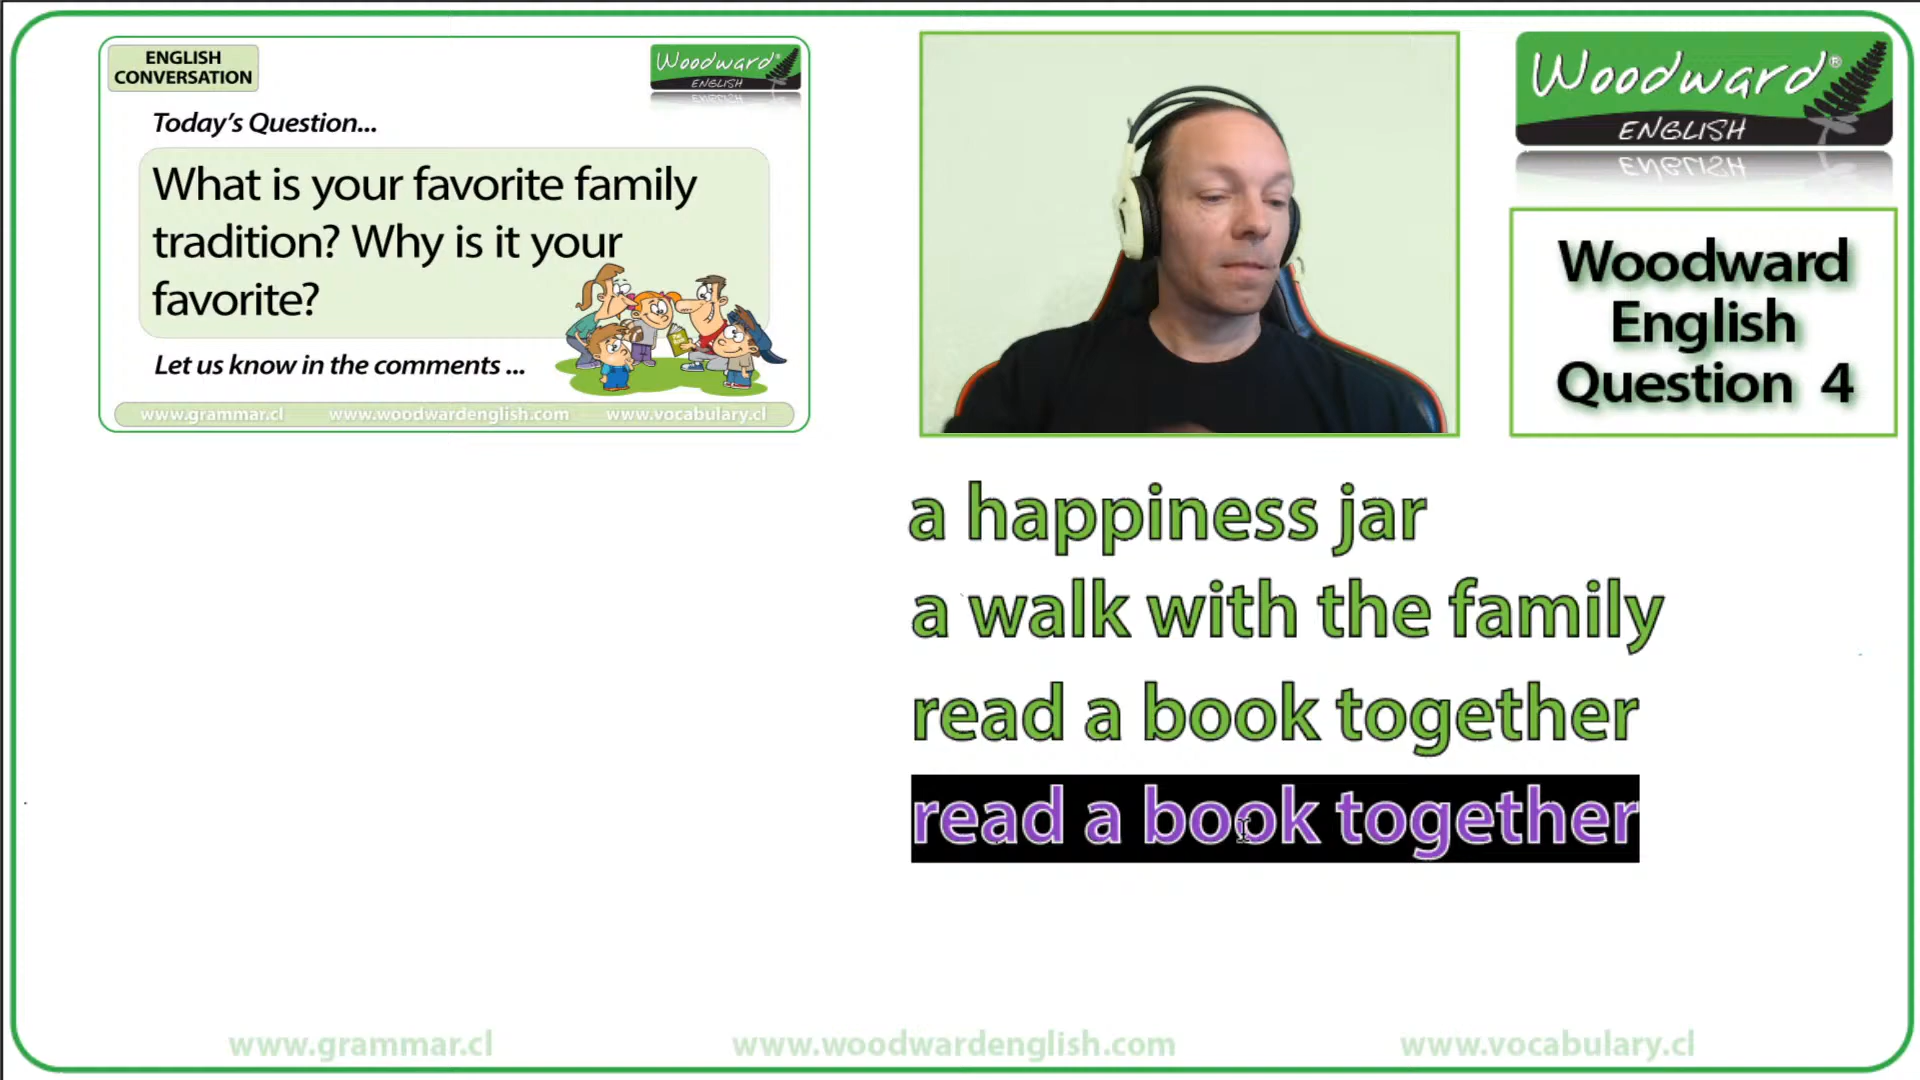 ENGLISH
CONVERSATION
Woodward®
ENGLISH
Today's Question...
What is your favorite family
tradition? Why is it your
favorite?
Let us know in the comments ...
www.grammar.cl www.woodwardenglish.com www.vocabulary.cl
Woodward®
ENGLISH
Woodward
English
Question 4
a happiness jar
a walk with the family
read a book together
read a book together
www.grammar.cl www.woodwardenglish.com www.vocabulary.cl